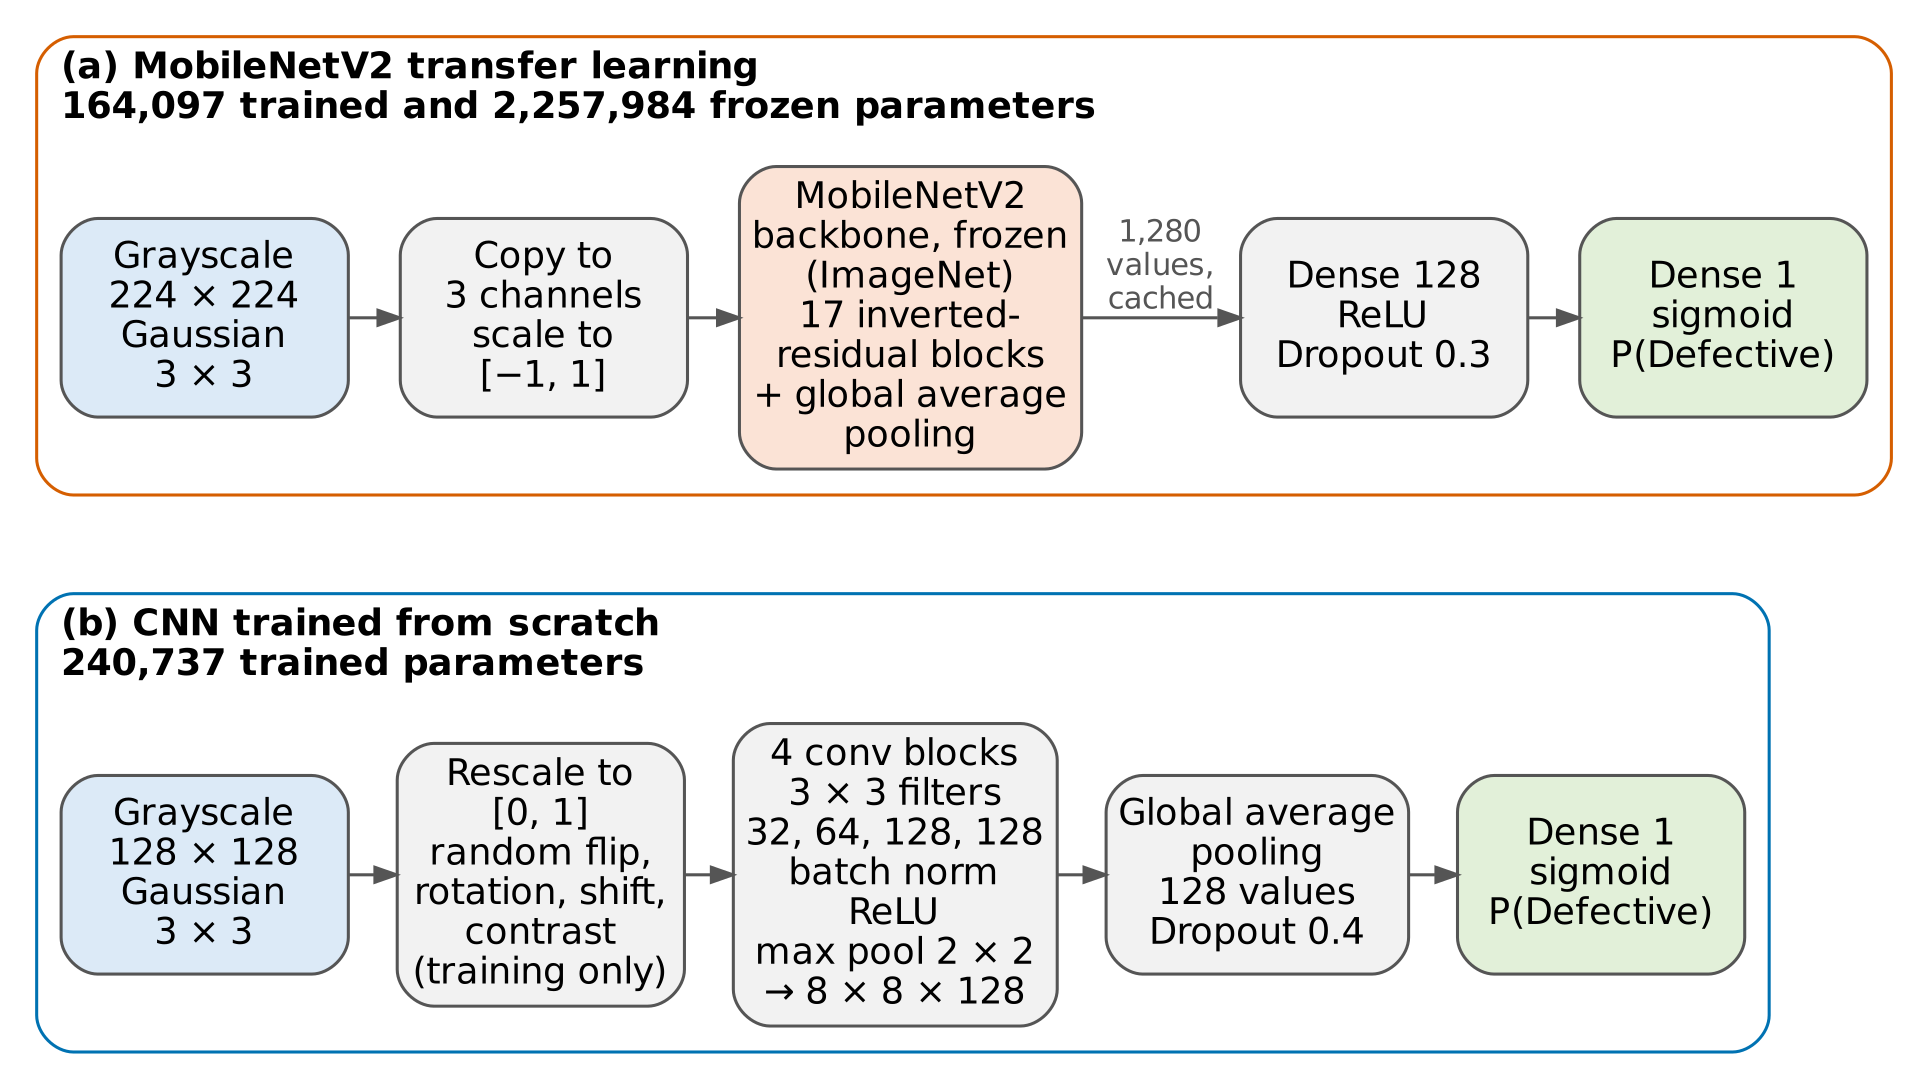 (a) MobileNetV2 transfer learning
164,097 trained and 2,257,984 frozen parameters
Grayscale
224 × 224
Gaussian
3 × 3
Copy to
3 channels
scale to
[−1, 1]
MobileNetV2
backbone, frozen
(ImageNet)
17 inverted-
residual blocks
+ global average
pooling
1,280
values,
cached
Dense 128
ReLU
Dropout 0.3
Dense 1
sigmoid
P(Defective)
(b) CNN trained from scratch
240,737 trained parameters
Grayscale
128 × 128
Gaussian
3 × 3
Rescale to
[0, 1]
random flip,
rotation, shift,
contrast
(training only)
4 conv blocks
3 × 3 filters
32, 64, 128, 128
batch norm
ReLU
max pool 2 × 2
→ 8 × 8 × 128
Global average
pooling
128 values
Dropout 0.4
Dense 1
sigmoid
P(Defective)